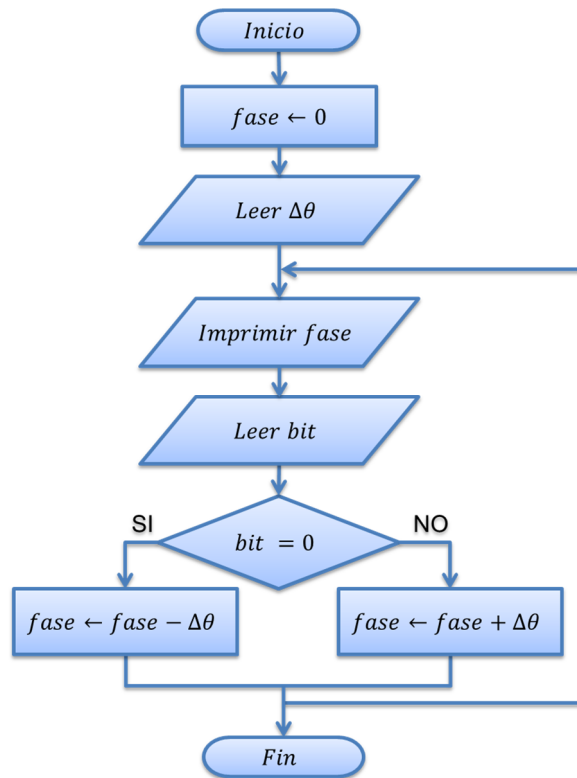 Inicio
fase ← 0
Leer Δθ
Imprimir fase
Leer bit
SI
NO
bit = 0
fase ← fase − Δθ
fase ← fase + Δθ
Fin